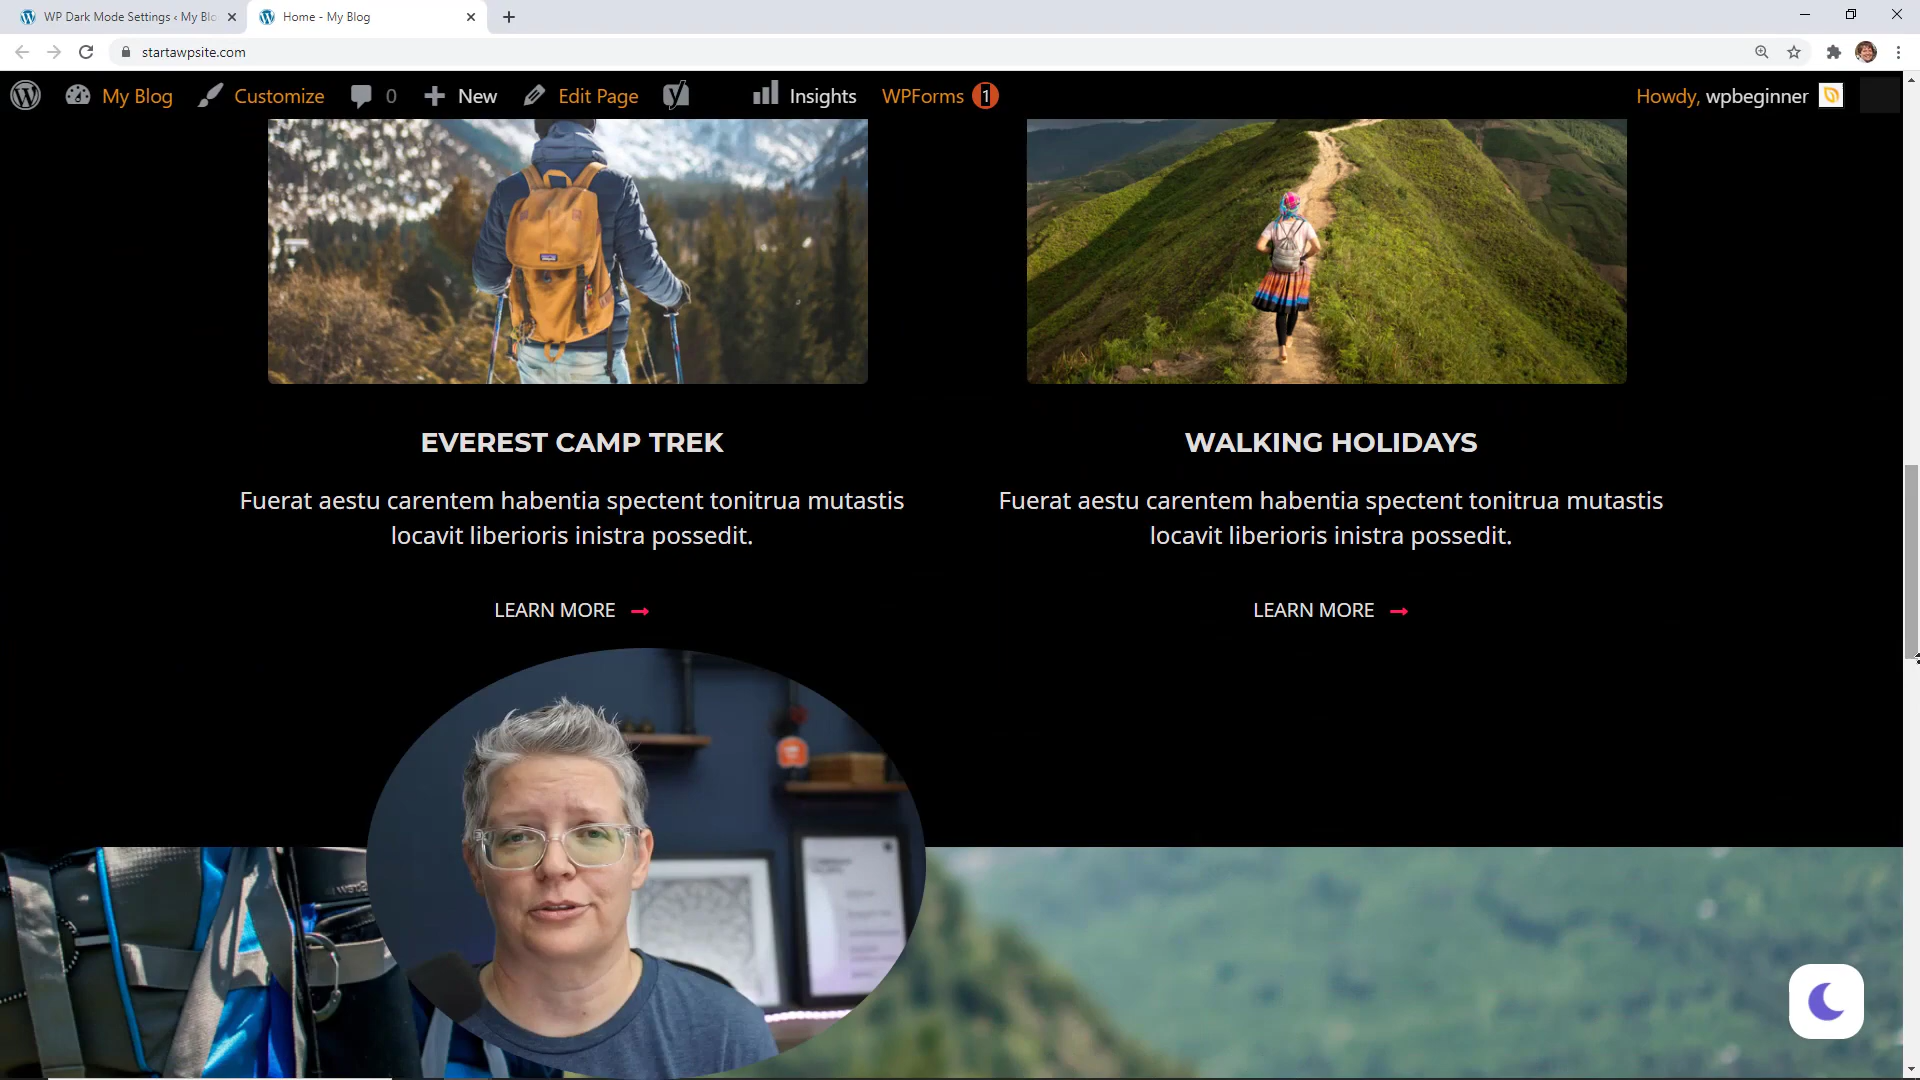 WP Dark Mode Settings ‹ My Blo
Home - My Blog
startawpsite.com
My Blog
Customize
0
New
Edit Page
Insights
WPForms
1
Howdy, wpbeginner
EVEREST CAMP TREK
Fuerat aestu carentem habentia spectent tonitrua mutastis
locavit liberioris inistra possedit.
LEARN MORE
WALKING HOLIDAYS
Fuerat aestu carentem habentia spectent tonitrua mutastis
locavit liberioris inistra possedit.
LEARN MORE